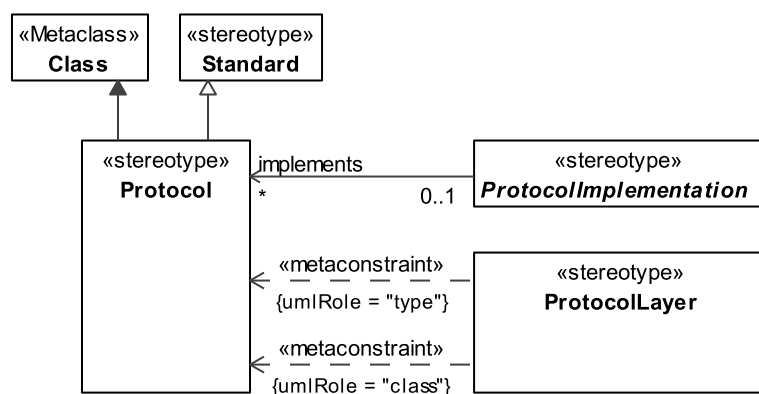 «Metaclass»
Class
«stereotype»
Standard
«stereotype»
Protocol
implements
*
0..1
«stereotype»
ProtocolImplementation
«metaconstraint»
{umlRole = "type"}
«stereotype»
ProtocolLayer
«metaconstraint»
{umlRole = "class"}